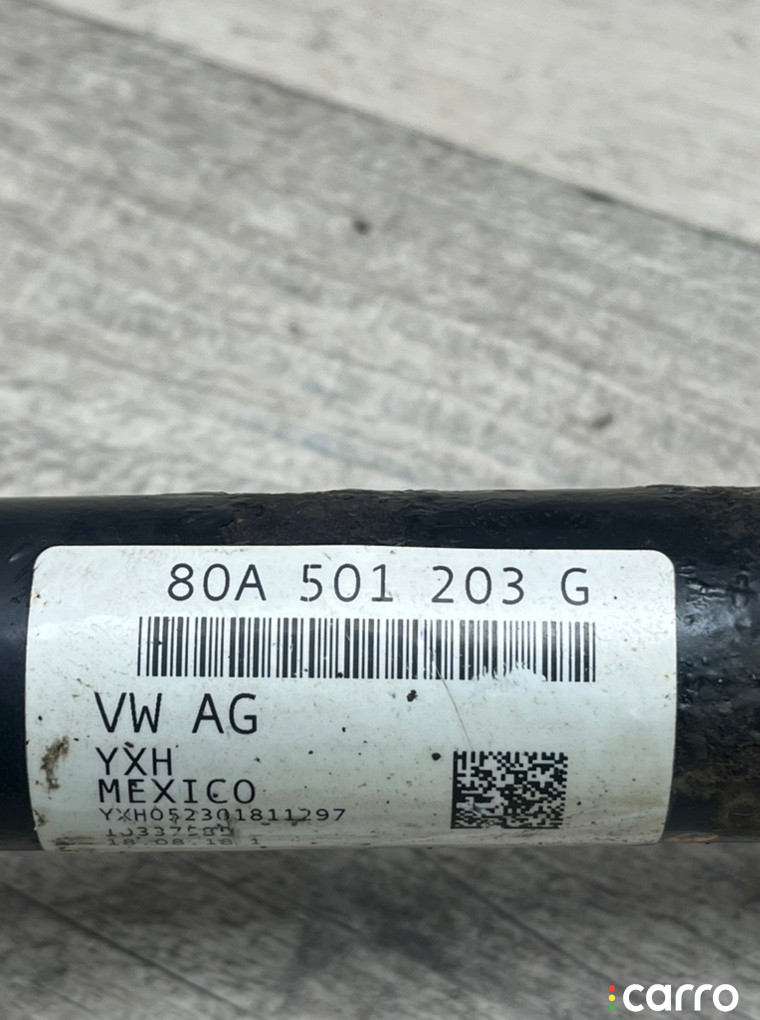 80A 501 203 G
VW AG
YXH
MEXICO
YXH052301811297
carro